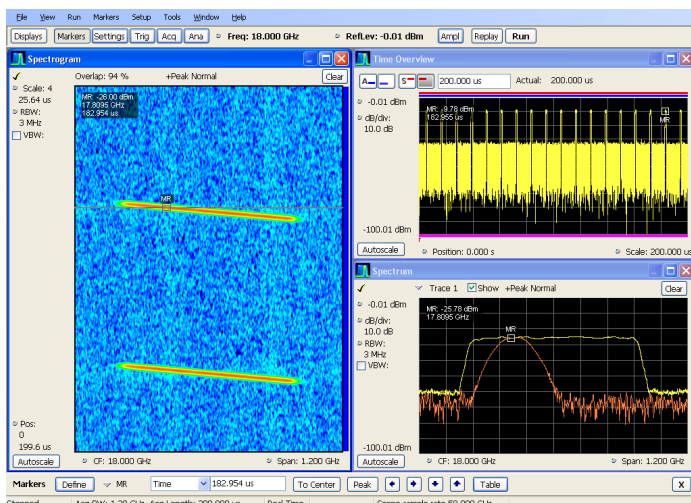 File View Run Markers Setup Tools Window Help
Displays Markers Settings Trig Acq Ana Freq: 18.000 GHz RefLev: -0.01 dBm Ampl Replay Run
Spectrogram
Overlap: 94 % +Peak Normal Clear
Scale: 4
25.64 us
RBW:
3 MHz
VBW:
MR: -26.00 dBm
17.8095 GHz
182.954 us
MR
Pos:
0
199.6 us
Autoscale CF: 18.000 GHz Span: 1.200 GHz
Time Overview
A S 200.000 us Actual: 200.000 us
-0.01 dBm
dB/div:
10.0 dB
MR: -9.78 dBm
182.955 us
MR
-100.01 dBm
Autoscale Position: 0.000 s Scale: 200.000 us
Spectrum
Trace 1 Show +Peak Normal Clear
-0.01 dBm
dB/div:
10.0 dB
RBW:
3 MHz
VBW:
MR: -25.78 dBm
17.8095 GHz
MR
-100.01 dBm
Autoscale CF: 18.000 GHz Span: 1.200 GHz
Markers Define MR Time 182.954 us To Center Peak Table X